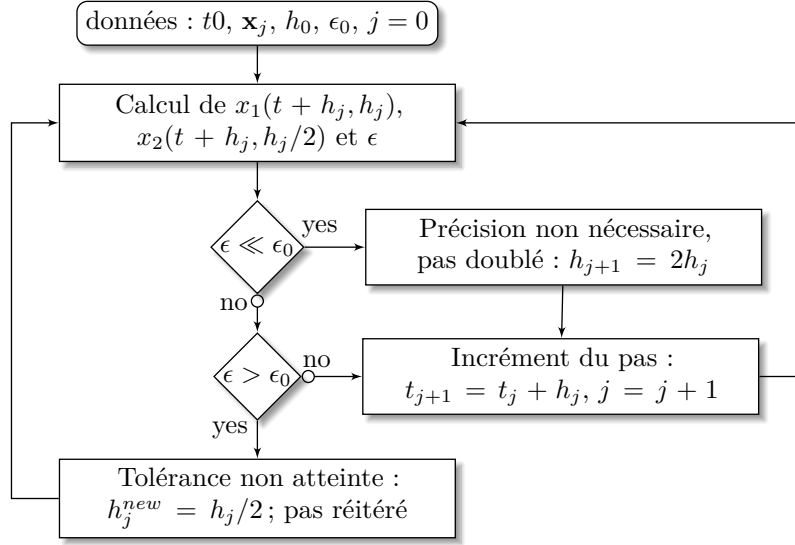 données : t0, x_j, h_0, ϵ_0, j = 0
Calcul de x_1(t + h_j, h_j),
x_2(t + h_j, h_j/2) et ϵ
ϵ ≪ ϵ_0
yes
Précision non nécessaire,
pas doublé : h_{j+1} = 2h_j
no
ϵ > ϵ_0
no
Incrément du pas :
t_{j+1} = t_j + h_j, j = j + 1
yes
Tolérance non atteinte :
h_j^{new} = h_j/2 ; pas réitéré